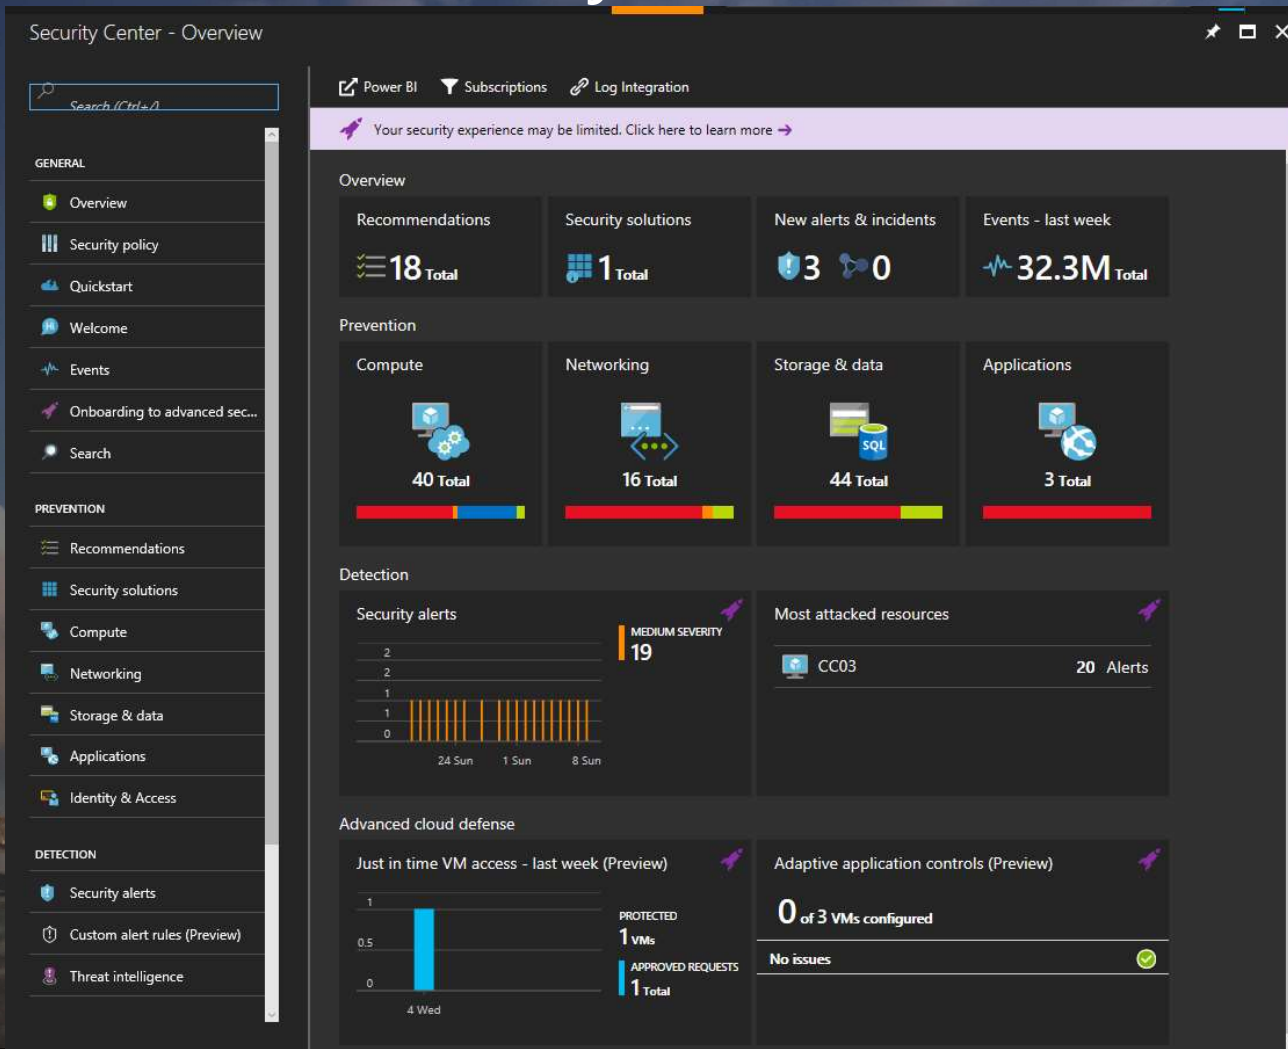 Security Center - Overview
Search (Ctrl+/)
GENERAL
Overview
Security policy
Quickstart
Welcome
Events
Onboarding to advanced sec...
Search
PREVENTION
Recommendations
Security solutions
Compute
Networking
Storage & data
Applications
Identity & Access
DETECTION
Security alerts
Custom alert rules (Preview)
Threat intelligence
Power BI
Subscriptions
Log Integration
Your security experience may be limited. Click here to learn more →
Overview
Recommendations
18 Total
Security solutions
1 Total
New alerts & incidents
3
0
Events - last week
32.3M Total
Prevention
Compute
40 Total
Networking
16 Total
Storage & data
SQL
44 Total
Applications
3 Total
Detection
Security alerts
2
2
1
1
0
24 Sun
1 Sun
8 Sun
MEDIUM SEVERITY
19
Most attacked resources
CC03
20 Alerts
Advanced cloud defense
Just in time VM access - last week (Preview)
1
0.5
0
4 Wed
PROTECTED
1 VMs
APPROVED REQUESTS
1 Total
Adaptive application controls (Preview)
0 of 3 VMs configured
No issues